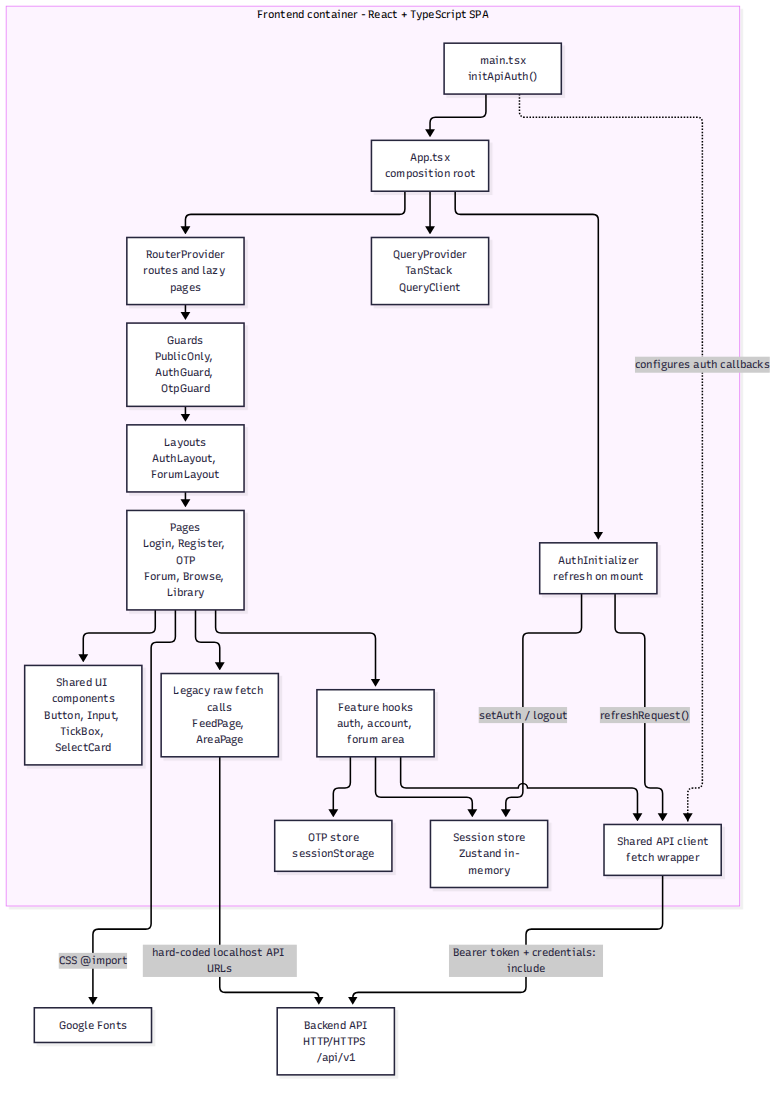 Frontend container - React + TypeScript SPA
main.tsx
initApiAuth()
App.tsx
composition root
RouterProvider
routes and lazy
pages
QueryProvider
TanStack
QueryClient
Guards
PublicOnly,
AuthGuard,
OtpGuard
configures auth callbacks
Layouts
AuthLayout,
ForumLayout
Pages
Login, Register,
OTP
Forum, Browse,
Library
AuthInitializer
refresh on mount
Shared UI
components
Button, Input,
TickBox,
SelectCard
Legacy raw fetch
calls
FeedPage,
AreaPage
Feature hooks
auth, account,
forum area
setAuth / logout
refreshRequest()
OTP store
sessionStorage
Session store
Zustand in-
memory
Shared API client
fetch wrapper
CSS @import
hard-coded localhost API
URLs
Bearer token + credentials:
include
Google Fonts
Backend API
HTTP/HTTPS
/api/v1